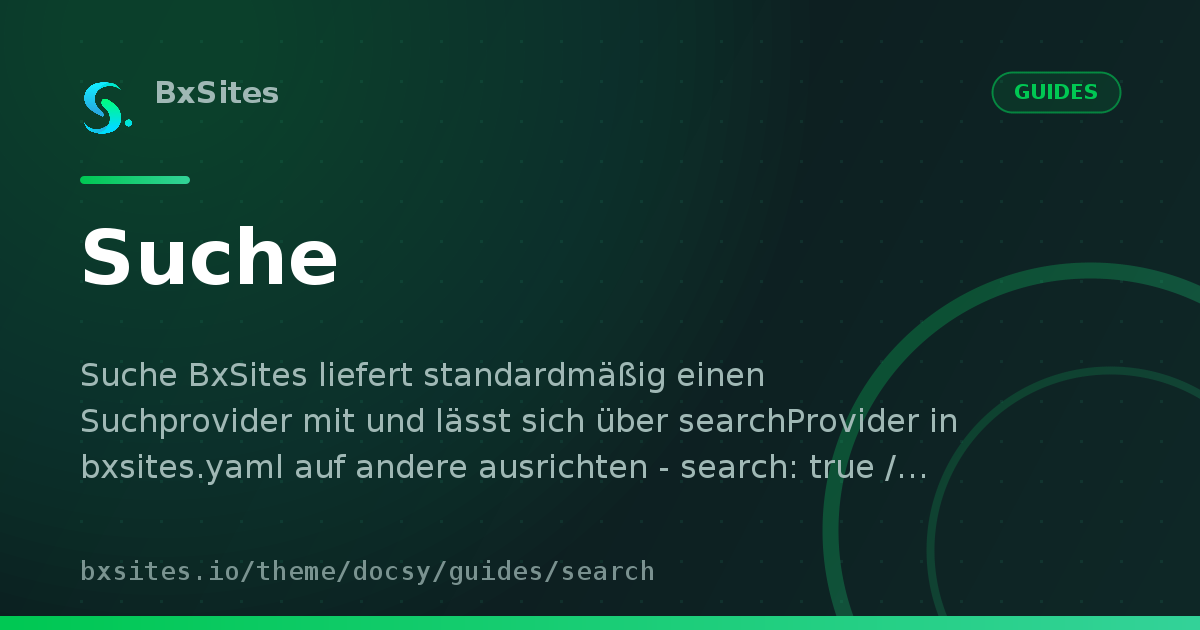 BxSites
GUIDES
Suche
Suche BxSites liefert standardmäßig einen
Suchprovider mit und lässt sich über searchProvider in
bxsites.yaml auf andere ausrichten - search: true /...
bxsites.io/theme/docsy/guides/search